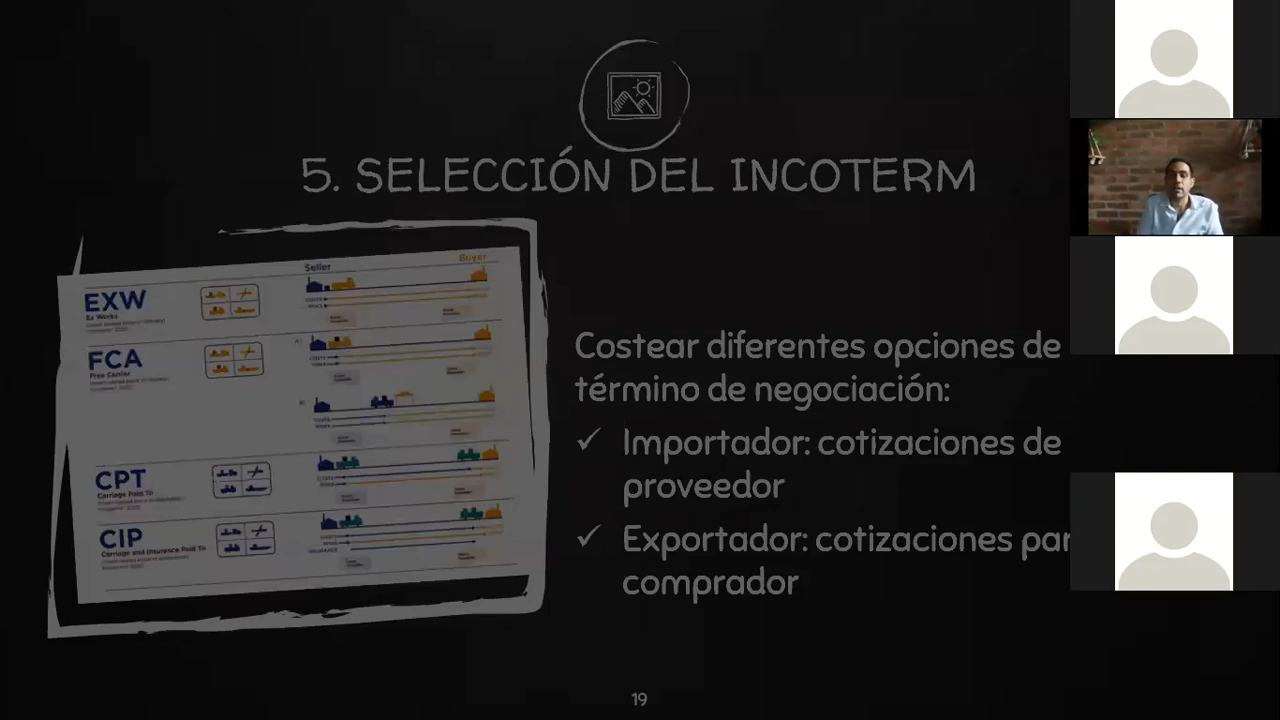 5. SELECCIÓN DEL INCOTERM
Seller
Buyer
EXW
Ex Works
FCA
Free Carrier
CPT
Carriage Paid To
CIP
Carriage and Insurance Paid To
Costear diferentes opciones de
término de negociación:
✓ Importador: cotizaciones de
proveedor
✓ Exportador: cotizaciones par
comprador
19